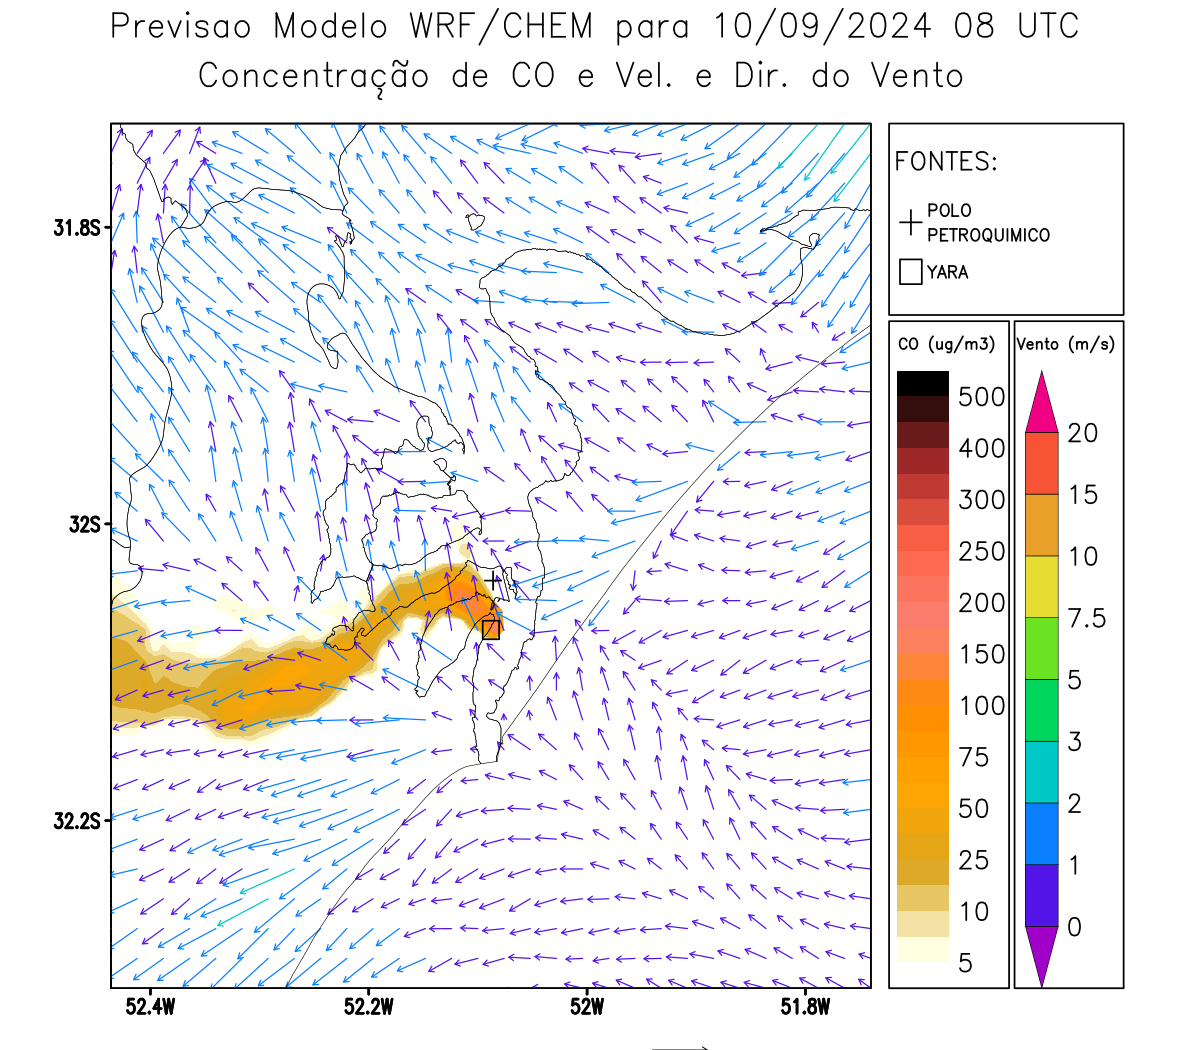 Previsao Modelo WRF/CHEM para 10/09/2024 08 UTC
Concentração de CO e Vel. e Dir. do Vento
FONTES:
POLO
PETROQUIMICO
YARA
CO (ug/m3)
500
400
300
250
200
150
100
75
50
25
10
5
Vento (m/s)
20
15
10
7.5
5
3
2
1
0
31.8S
32S
32.2S
52.4W
52.2W
52W
51.8W